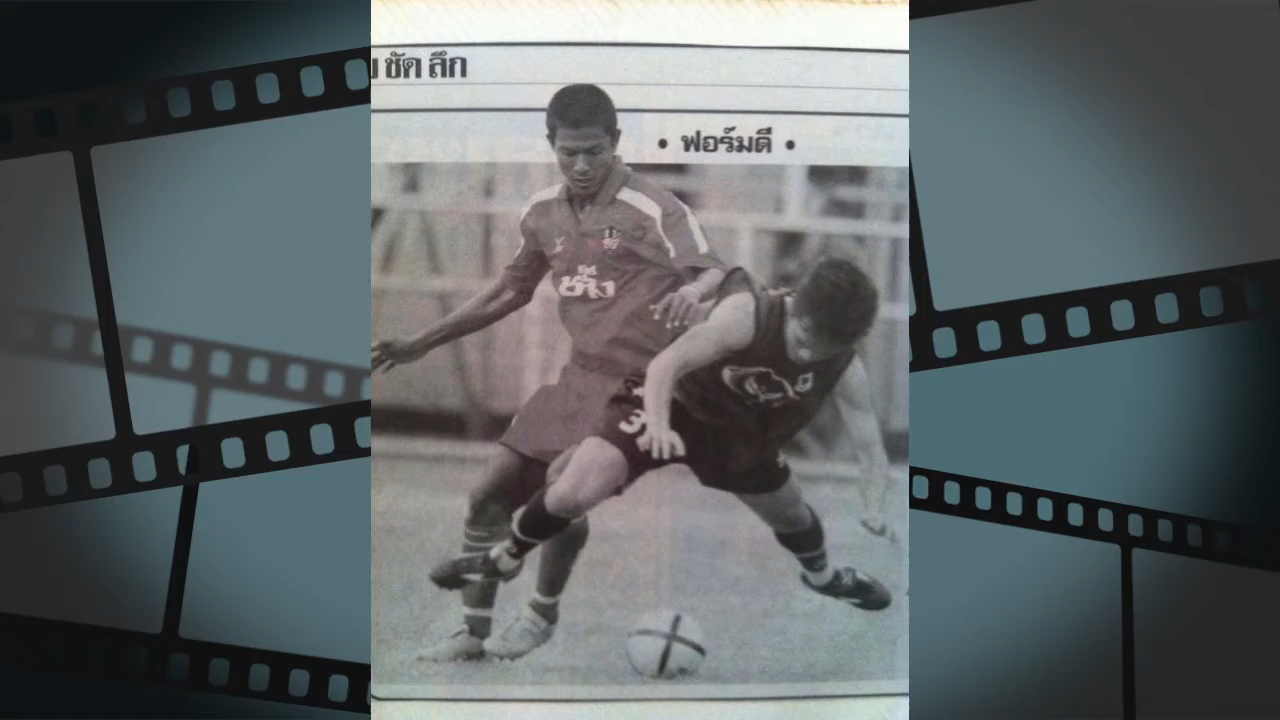 ชัด ลึก
• ฟอร์มดี •
ช้าง
3